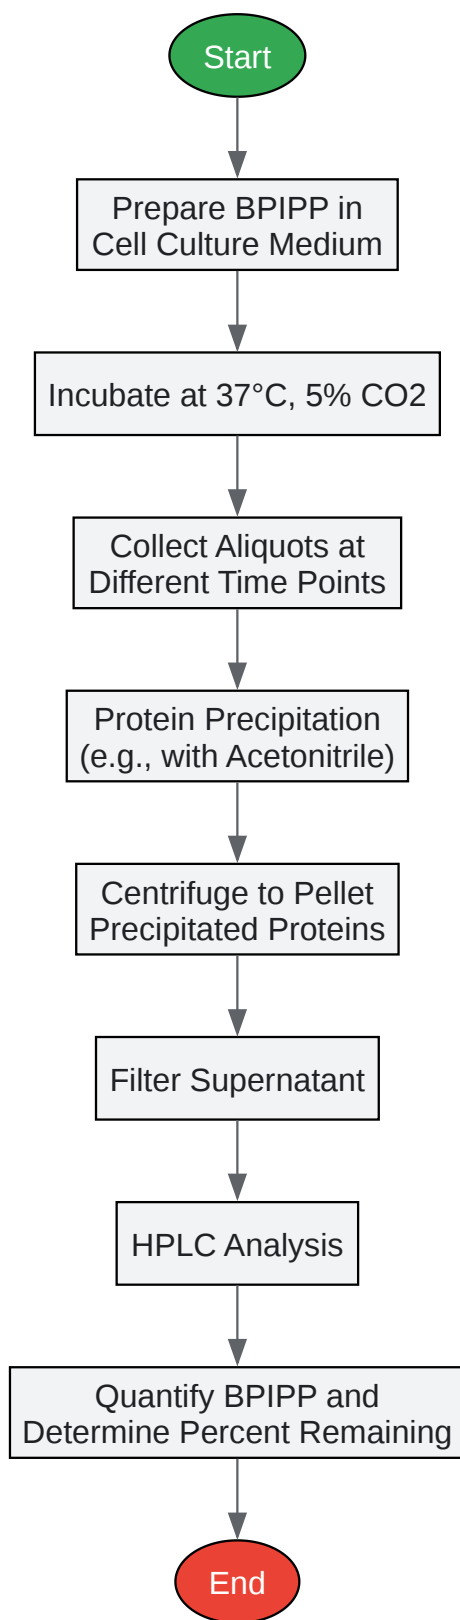 Start
Prepare BPIPP in
Cell Culture Medium
Incubate at 37°C, 5% CO2
Collect Aliquots at
Different Time Points
Protein Precipitation
(e.g., with Acetonitrile)
Centrifuge to Pellet
Precipitated Proteins
Filter Supernatant
HPLC Analysis
Quantify BPIPP and
Determine Percent Remaining
End